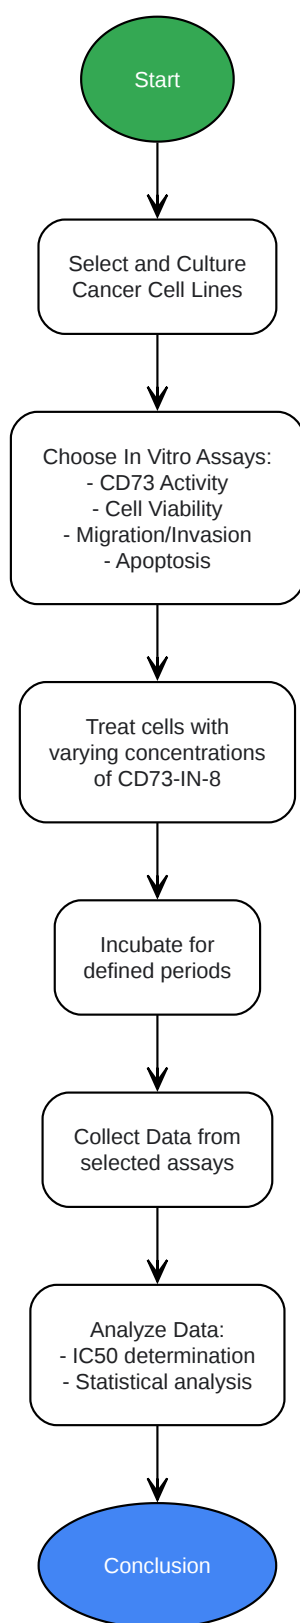 Start
Select and Culture
Cancer Cell Lines
Choose In Vitro Assays:
- CD73 Activity
- Cell Viability
- Migration/Invasion
- Apoptosis
Treat cells with
varying concentrations
of CD73-IN-8
Incubate for
defined periods
Collect Data from
selected assays
Analyze Data:
- IC50 determination
- Statistical analysis
Conclusion